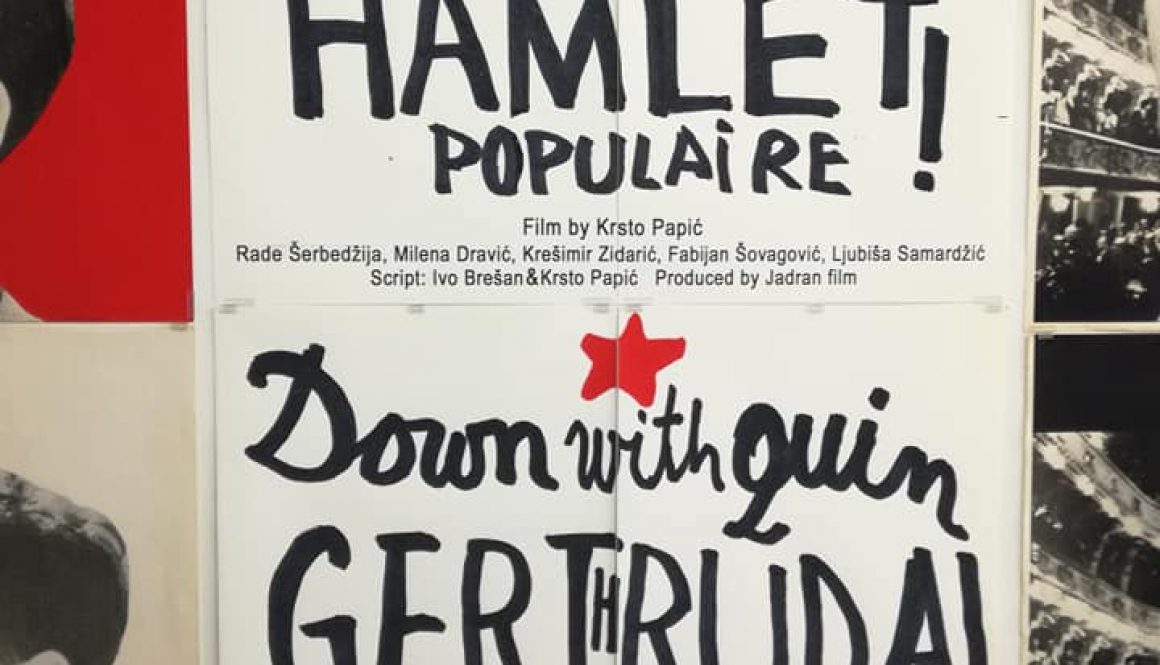 HAMLET!
POPULAiRE
Film by Krsto Papić
Rade Šerbedžija, Milena Dravić, Krešimir Zidarić, Fabijan Šovagović, Ljubiša Samardžić
Script: Ivo Brešan&Krsto Papić Produced by Jadran film
Down with quin
GERTHRUDA!